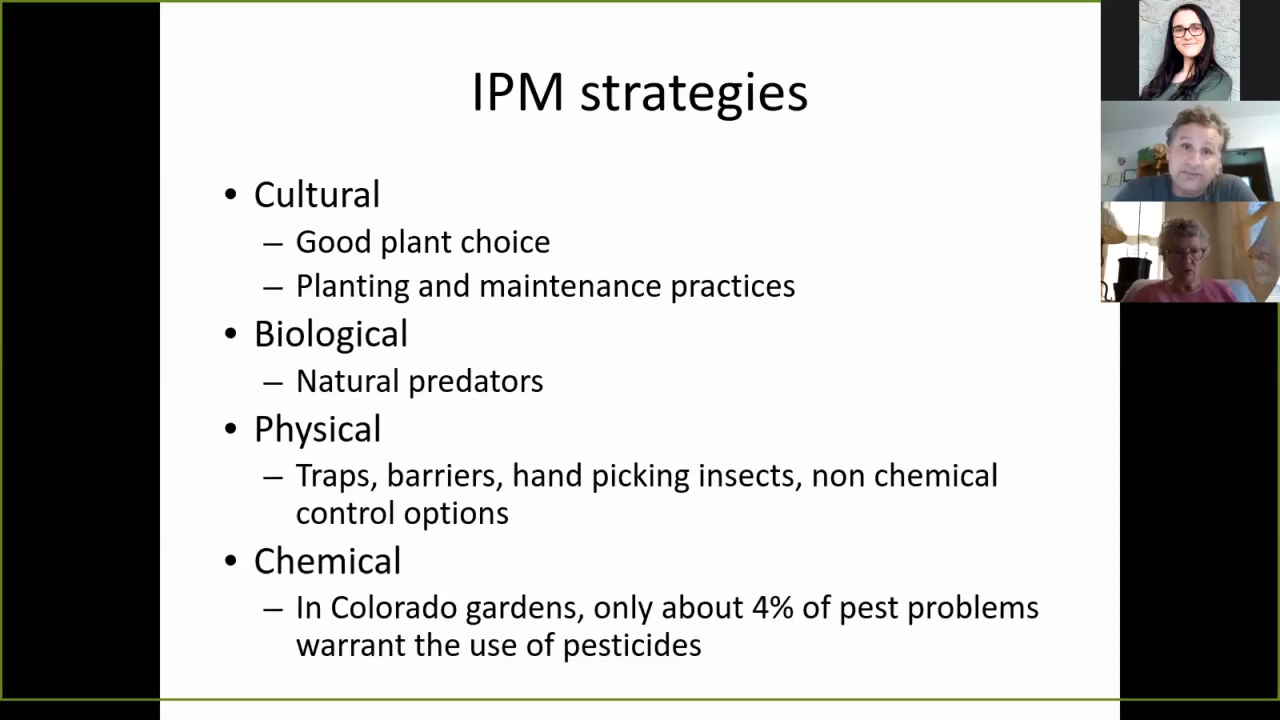 IPM strategies
• Cultural
– Good plant choice
– Planting and maintenance practices
• Biological
– Natural predators
• Physical
– Traps, barriers, hand picking insects, non chemical
control options
• Chemical
– In Colorado gardens, only about 4% of pest problems
warrant the use of pesticides